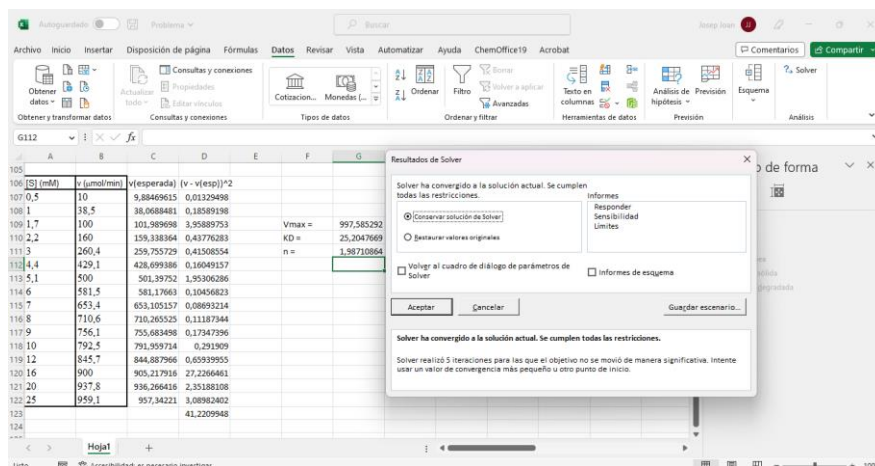 Autoguardado Problema Buscar Josep Joan
Archivo Inicio Insertar Disposición de página Fórmulas Datos Revisar Vista Automatizar Ayuda ChemOffice19 Acrobat Comentarios Compartir
Obtener datos Actualizar todo Consultas y conexiones Propiedades Editar vínculos Cotizacion... Monedas (... Ordenar Filtro Borrar Volver a aplicar Avanzadas Texto en columnas Análisis de hipótesis Previsión Esquema Solver
Obtener y transformar datos Consultas y conexiones Tipos de datos Ordenar y filtrar Herramientas de datos Previsión Análisis
G112 fx
A B C D E F G
105
106 [S] (mM) v (μmol/min) v(esperada) (v - v(esp))^2
107 0,5 10 9,88469615 0,01329498
108 1 38,5 38,0688481 0,18589198
109 1,7 100 101,989698 3,95889753 Vmax = 997,585292
110 2,2 160 159,338364 0,43776283 KD = 25,2047669
111 3 260,4 259,755729 0,41508554 n = 1,98710864
112 4,4 429,1 428,699386 0,16049157
113 5,1 500 501,39752 1,95306286
114 6 581,5 581,17663 0,10456823
115 7 653,4 653,105157 0,08693214
116 8 710,6 710,265525 0,11187344
117 9 756,1 755,683498 0,17347396
118 10 792,5 791,959714 0,291909
119 12 845,7 844,887966 0,65939955
120 16 900 905,217916 27,2266461
121 20 937,8 936,266416 2,35188108
122 25 959,1 957,34221 3,08982402
123 41,2209948
124
Hoja1
Listo Accesibilidad: es necesario investigar 100
Resultados de Solver
Solver ha convergido a la solución actual. Se cumplen
todas las restricciones.
Conservar solución de Solver
Restaurar valores originales
Informes
Responder
Sensibilidad
Límites
Volver al cuadro de diálogo de parámetros de
Solver
Informes de esquema
Aceptar Cancelar Guardar escenario...
Solver ha convergido a la solución actual. Se cumplen todas las restricciones.
Solver realizó 5 iteraciones para las que el objetivo no se movió de manera significativa. Intente
usar un valor de convergencia más pequeño u otro punto de inicio.
de forma